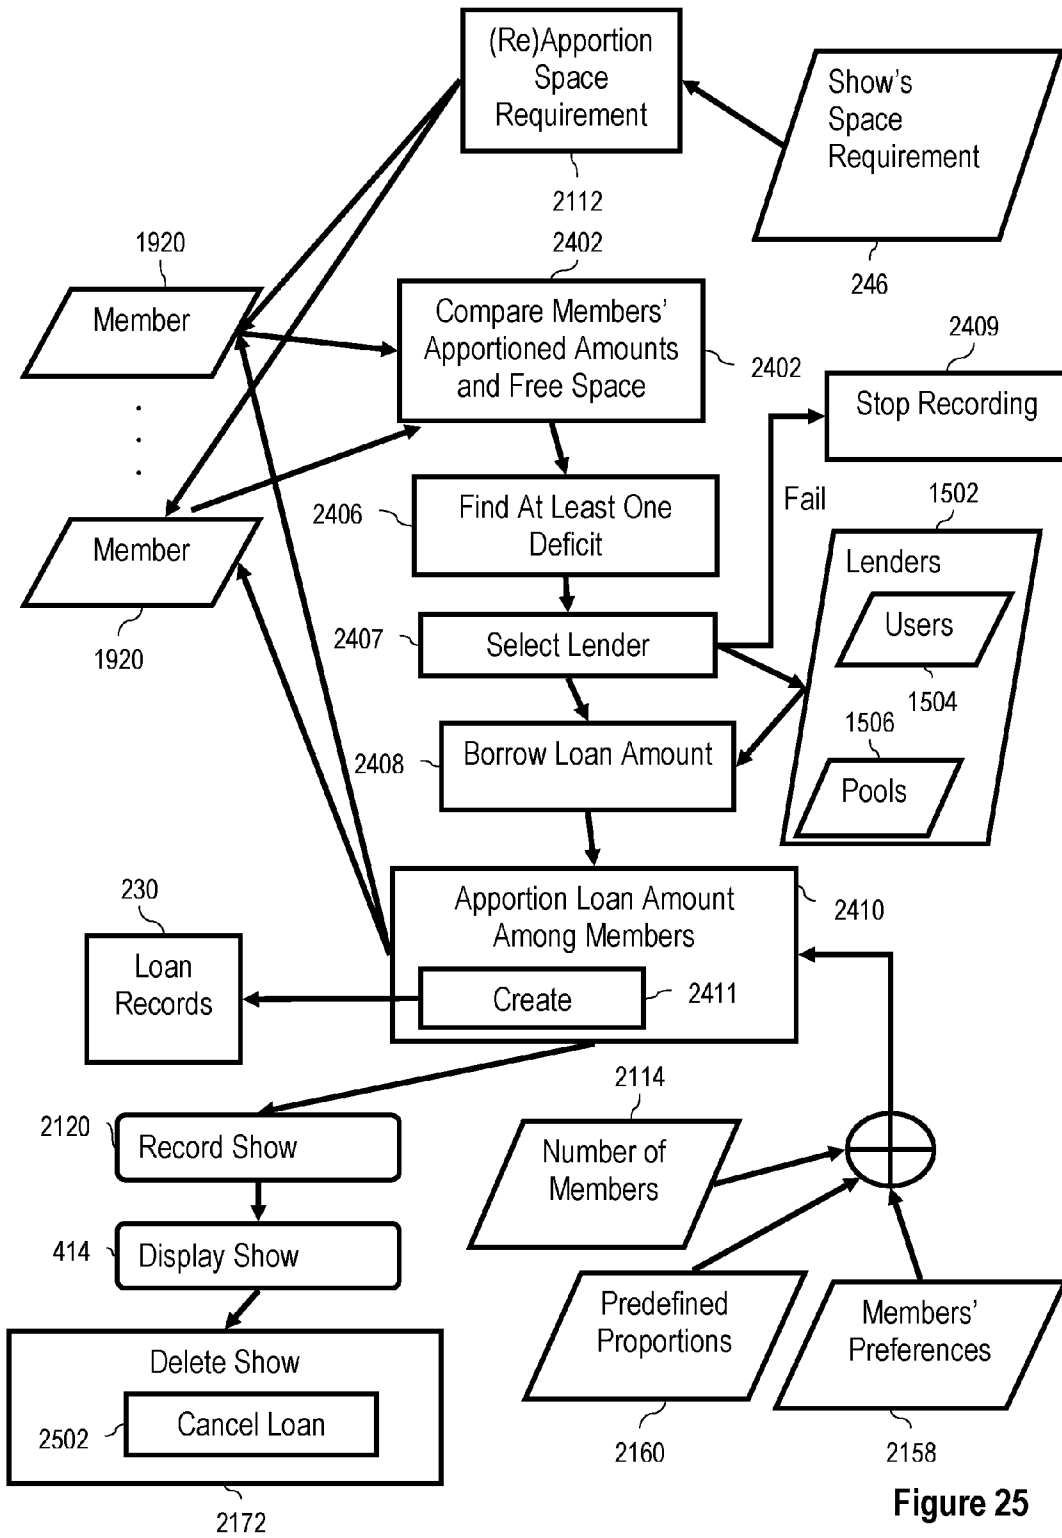 (Re)Apportion
Space
Requirement
2112
Show's
Space
Requirement
246
1920
Member
2402
Compare Members'
Apportioned Amounts
and Free Space
2402
2409
Stop Recording
.
.
.
Member
1920
2406
Find At Least One
Deficit
Fail
1502
Lenders
Users
1504
1506
Pools
2407
Select Lender
2408
Borrow Loan Amount
230
Loan
Records
Apportion Loan Amount
Among Members
2410
Create
2411
2120
Record Show
2114
Number of
Members
414
Display Show
Predefined
Proportions
2160
Members'
Preferences
2158
Delete Show
2502
Cancel Loan
2172
Figure 25